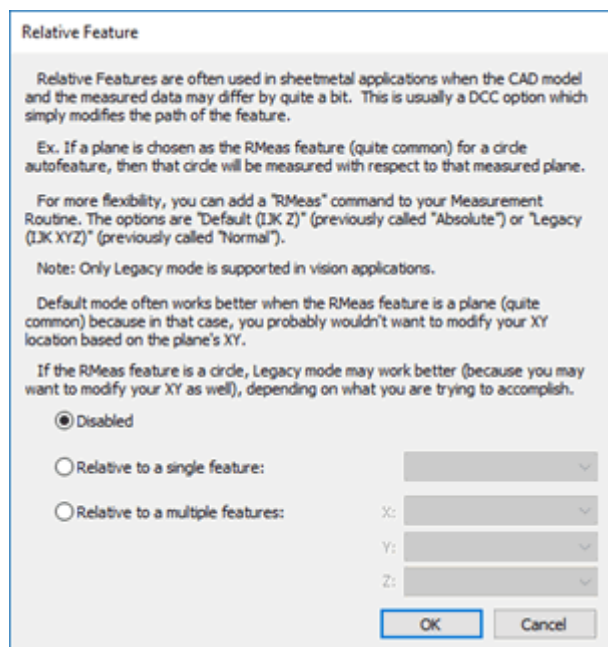 Relative Feature
Relative Features are often used in sheetmetal applications when the CAD model
and the measured data may differ by quite a bit. This is usually a DCC option which
simply modifies the path of the feature.
Ex. If a plane is chosen as the RMeas feature (quite common) for a circle
autofeature, then that circle will be measured with respect to that measured plane.
For more flexibility, you can add a "RMeas" command to your Measurement
Routine. The options are "Default (IJK Z)" (previously called "Absolute") or "Legacy
(IJK XYZ)" (previously called "Normal").
Note: Only Legacy mode is supported in vision applications.
Default mode often works better when the RMeas feature is a plane (quite
common) because in that case, you probably wouldn't want to modify your XY
location based on the plane's XY.
If the RMeas feature is a circle, Legacy mode may work better (because you may
want to modify your XY as well), depending on what you are trying to accomplish.
Disabled
Relative to a single feature:
Relative to a multiple features:
X:
Y:
Z:
OK
Cancel